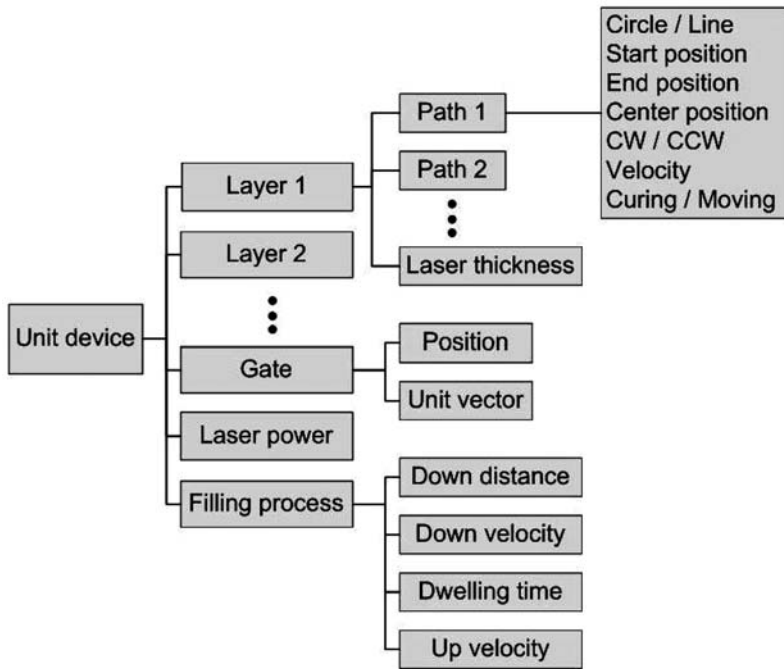 Unit device
Layer 1
Layer 2
Gate
Laser power
Filling process
Path 1
Path 2
Laser thickness
Position
Unit vector
Down distance
Down velocity
Dwelling time
Up velocity
Circle / Line
Start position
End position
Center position
CW / CCW
Velocity
Curing / Moving